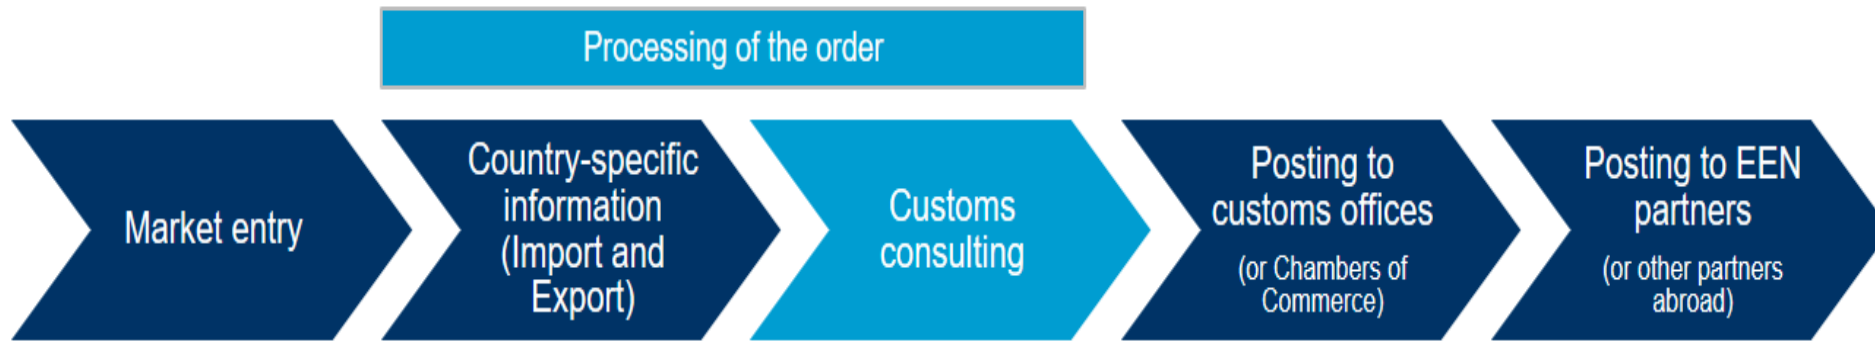 Processing of the order
Market entry
Country-specific
information
(Import and
Export)
Customs
consulting
Posting to
customs offices
(or Chambers of
Commerce)
Posting to EEN
partners
(or other partners
abroad)